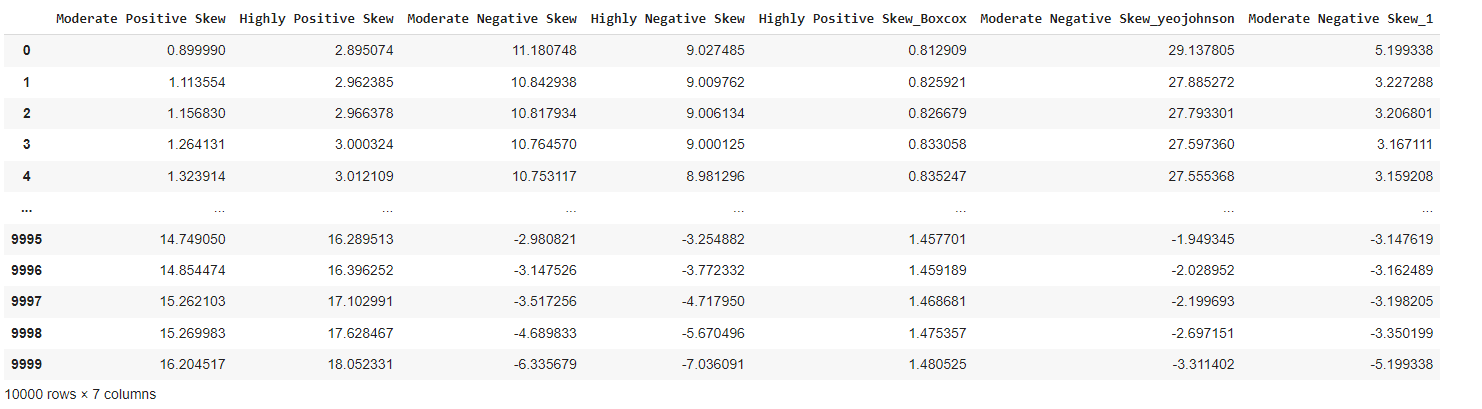 Moderate Positive Skew Highly Positive Skew Moderate Negative Skew Highly Negative Skew Highly Positive Skew_Boxcox Moderate Negative Skew_yeojohnson Moderate Negative Skew_1
0 0.899990 2.895074 11.180748 9.027485 0.812909 29.137805 5.199338
1 1.113554 2.962385 10.842938 9.009762 0.825921 27.885272 3.227288
2 1.156830 2.966378 10.817934 9.006134 0.826679 27.793301 3.206801
3 1.264131 3.000324 10.764570 9.000125 0.833058 27.597360 3.167111
4 1.323914 3.012109 10.753117 8.981296 0.835247 27.555368 3.159208
... ... ... ... ... ... ... ...
9995 14.749050 16.289513 -2.980821 -3.254882 1.457701 -1.949345 -3.147619
9996 14.854474 16.396252 -3.147526 -3.772332 1.459189 -2.028952 -3.162489
9997 15.262103 17.102991 -3.517256 -4.717950 1.468681 -2.199693 -3.198205
9998 15.269983 17.628467 -4.689833 -5.670496 1.475357 -2.697151 -3.350199
9999 16.204517 18.052331 -6.335679 -7.036091 1.480525 -3.311402 -5.199338
10000 rows × 7 columns